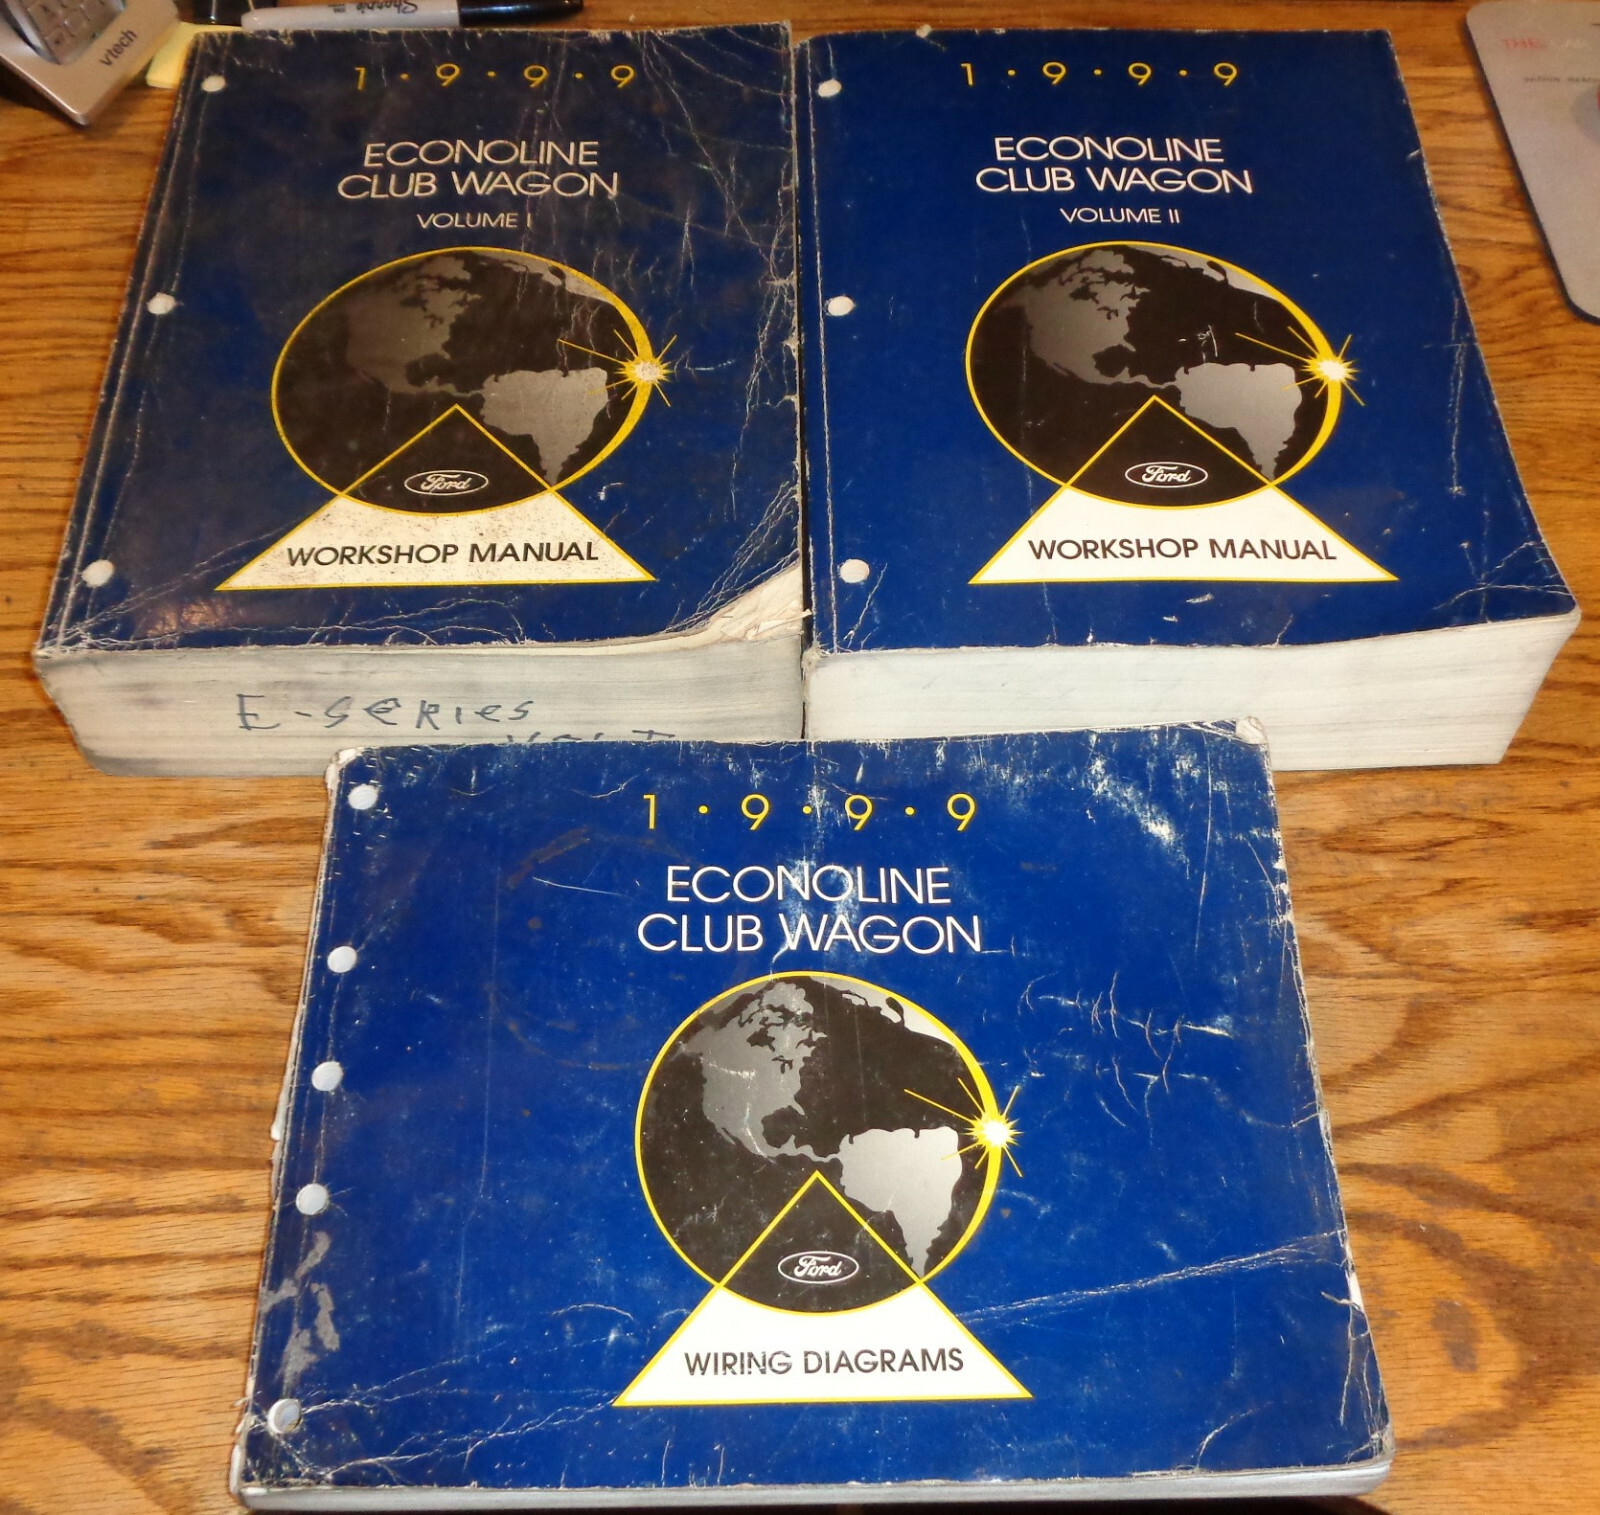 vtech
Sharpie
1·9·9·9
ECONOLINE
CLUB WAGON
VOLUME I
Ford
WORKSHOP MANUAL
E-SERIES
1·9·9·9
ECONOLINE
CLUB WAGON
VOLUME II
Ford
WORKSHOP MANUAL
1·9·9·9
ECONOLINE
CLUB WAGON
Ford
WIRING DIAGRAMS